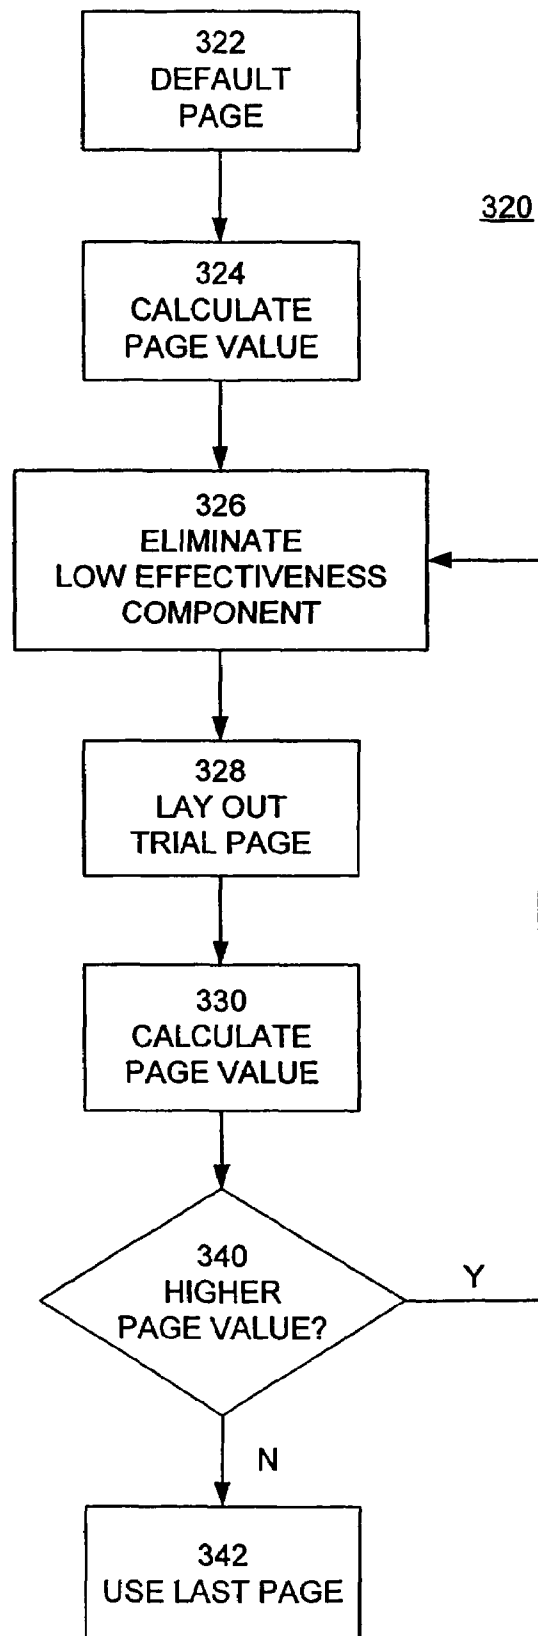 322
DEFAULT
PAGE
320
324
CALCULATE
PAGE VALUE
326
ELIMINATE
LOW EFFECTIVENESS
COMPONENT
328
LAY OUT
TRIAL PAGE
330
CALCULATE
PAGE VALUE
340
HIGHER
PAGE VALUE?
Y
N
342
USE LAST PAGE